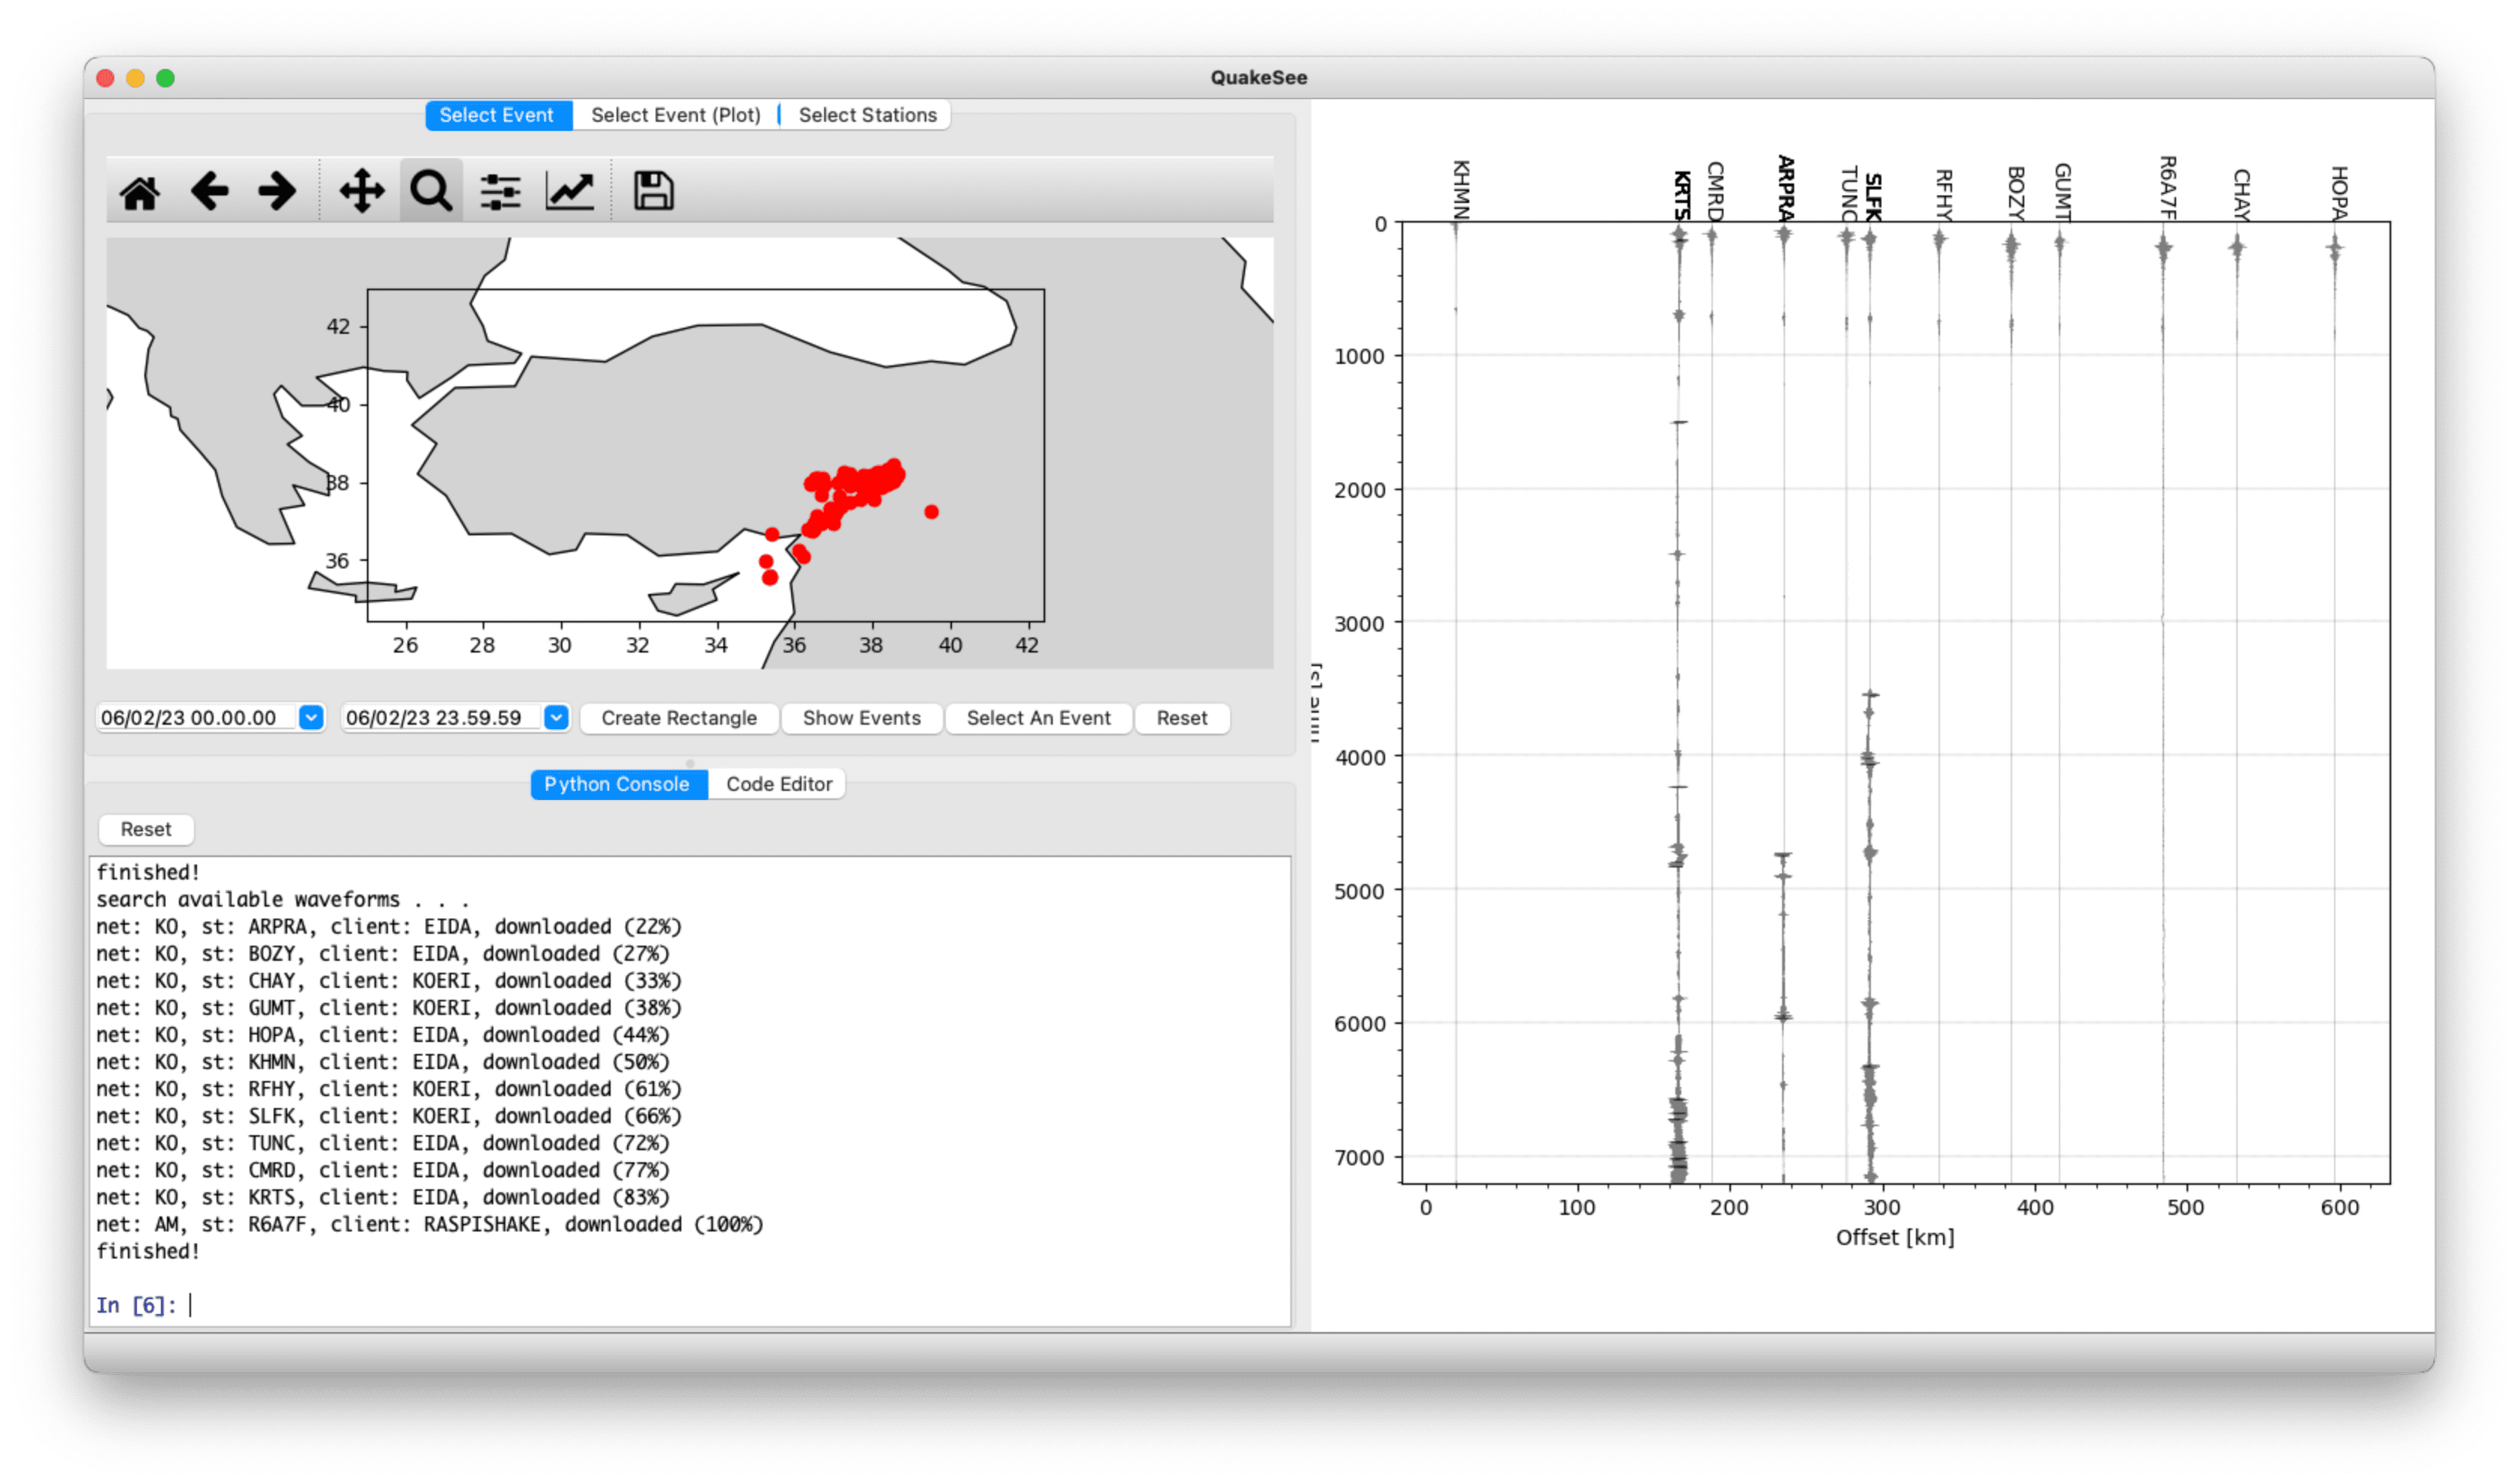 QuakeSee
Select Event
Select Event (Plot)
Select Stations
42
40
38
36
26 28 30 32 34 36 38 40 42
06/02/23 00.00.00
06/02/23 23.59.59
Create Rectangle
Show Events
Select An Event
Reset
Python Console
Code Editor
Reset
finished!
search available waveforms . . .
net: KO, st: ARPRA, client: EIDA, downloaded (22%)
net: KO, st: BOZY, client: EIDA, downloaded (27%)
net: KO, st: CHAY, client: KOERI, downloaded (33%)
net: KO, st: GUMT, client: KOERI, downloaded (38%)
net: KO, st: HOPA, client: EIDA, downloaded (44%)
net: KO, st: KHMN, client: EIDA, downloaded (50%)
net: KO, st: RFHY, client: KOERI, downloaded (61%)
net: KO, st: SLFK, client: KOERI, downloaded (66%)
net: KO, st: TUNC, client: EIDA, downloaded (72%)
net: KO, st: CMRD, client: EIDA, downloaded (77%)
net: KO, st: KRTS, client: EIDA, downloaded (83%)
net: AM, st: R6A7F, client: RASPISHAKE, downloaded (100%)
finished!
In [6]:
KHMN
KRTS
CMRD
ARPRA
TUNC
SLFK
RFHY
BOZY
GUMT
R6A7F
CHAY
HOPA
0
1000
2000
3000
4000
5000
6000
7000
0 100 200 300 400 500 600
Offset [km]